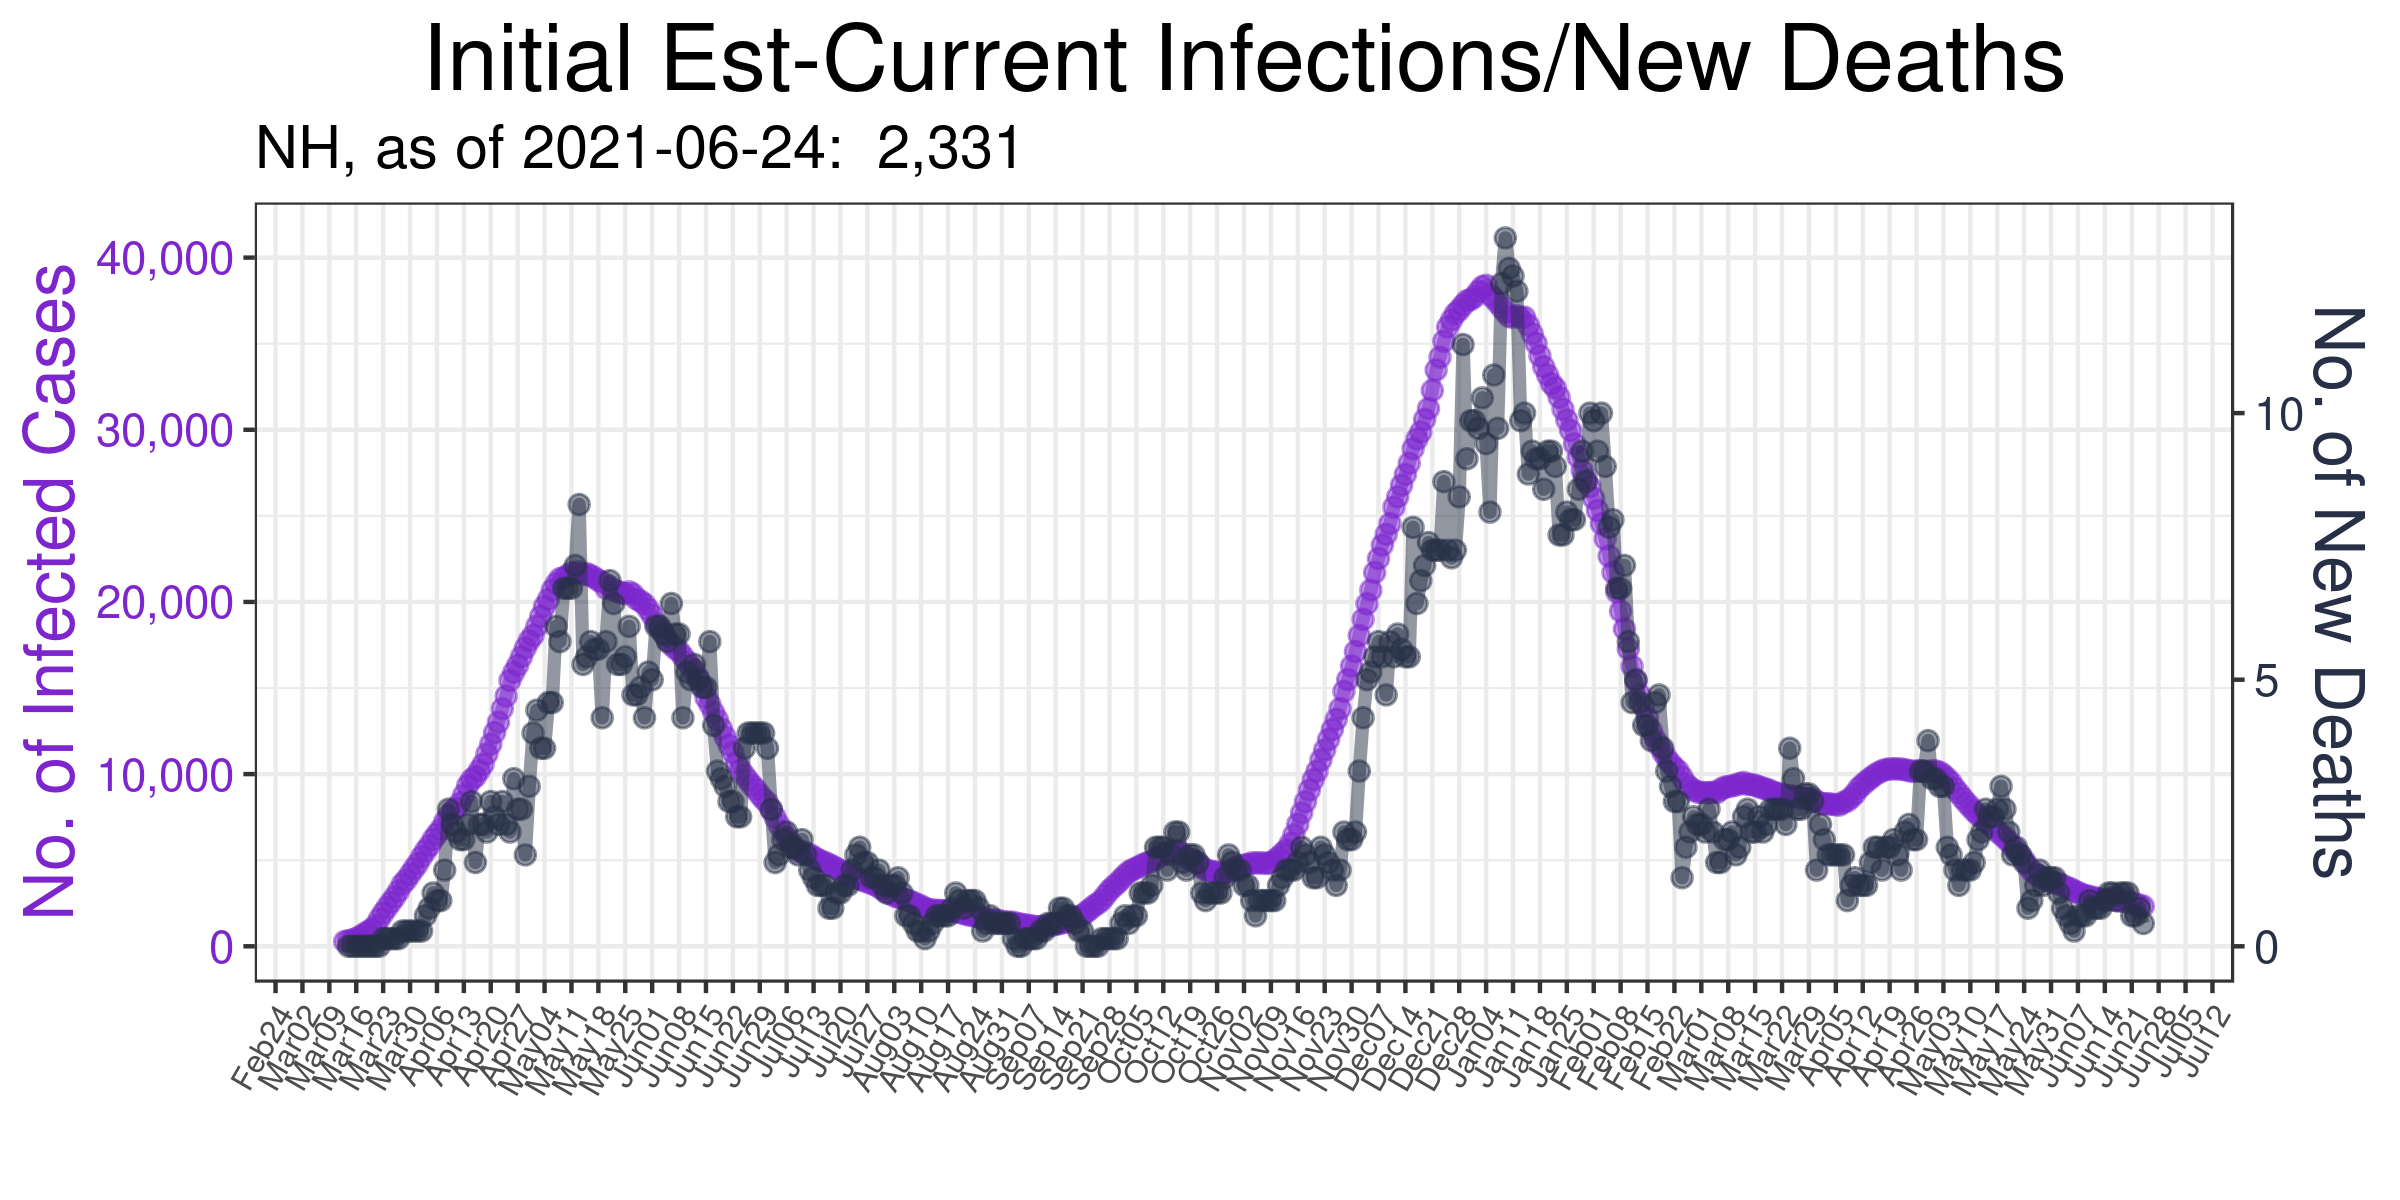 Initial Est-Current Infections/New Deaths
NH, as of 2021-06-24: 2,331
No. of Infected Cases
40,000
30,000
20,000
10,000
0
10
5
0
No. of New Deaths
Feb24
Mar02
Mar09
Mar16
Mar23
Mar30
Apr06
Apr13
Apr20
Apr27
May04
May11
May18
May25
Jun01
Jun08
Jun15
Jun22
Jun29
Jul06
Jul13
Jul20
Jul27
Aug03
Aug10
Aug17
Aug24
Aug31
Sep07
Sep14
Sep21
Sep28
Oct05
Oct12
Oct19
Oct26
Nov02
Nov09
Nov16
Nov23
Nov30
Dec07
Dec14
Dec21
Dec28
Jan04
Jan11
Jan18
Jan25
Feb01
Feb08
Feb15
Feb22
Mar01
Mar08
Mar15
Mar22
Mar29
Apr05
Apr12
Apr19
Apr26
May03
May10
May17
May24
May31
Jun07
Jun14
Jun21
Jun28
Jul05
Jul12